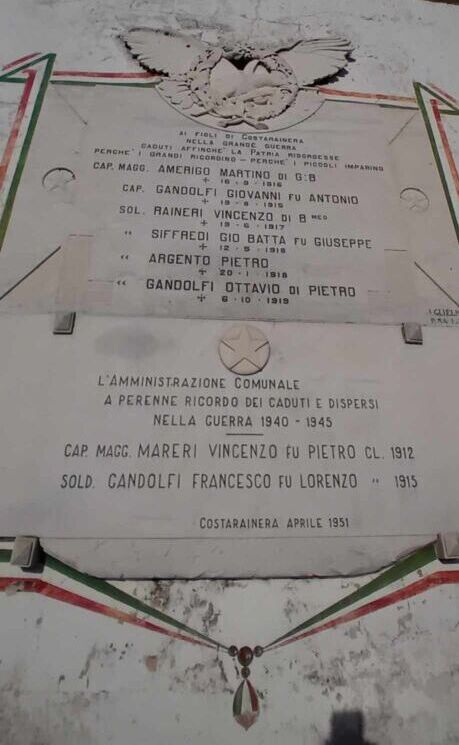 AI FIGLI DI COSTARAINERA
NELLA GRANDE GUERRA
CADUTI AFFINCHE' LA PATRIA RISORGESSE
PERCHE' I GRANDI RICORDINO - PERCHE' I PICCOLI IMPARINO
CAP. MAGG. AMERIGO MARTINO DI G.B
+ 16 - 9 - 1916
CAP. GANDOLFI GIOVANNI FU ANTONIO
+ 19 - 8 - 1915
SOL. RAINERI VINCENZO DI B MEO
+ 19 - 6 - 1917
" SIFFREDI GIO BATTA FU GIUSEPPE
+ 12 - 5 - 1918
" ARGENTO PIETRO
+ 20 - 1 - 1918
" GANDOLFI OTTAVIO DI PIETRO
+ 6 - 10 - 1919
L'AMMINISTRAZIONE COMUNALE
A PERENNE RICORDO DEI CADUTI E DISPERSI
NELLA GUERRA 1940 - 1945
CAP. MAGG. MARERI VINCENZO FU PIETRO CL. 1912
SOLD. GANDOLFI FRANCESCO FU LORENZO " 1915
COSTARAINERA APRILE 1951